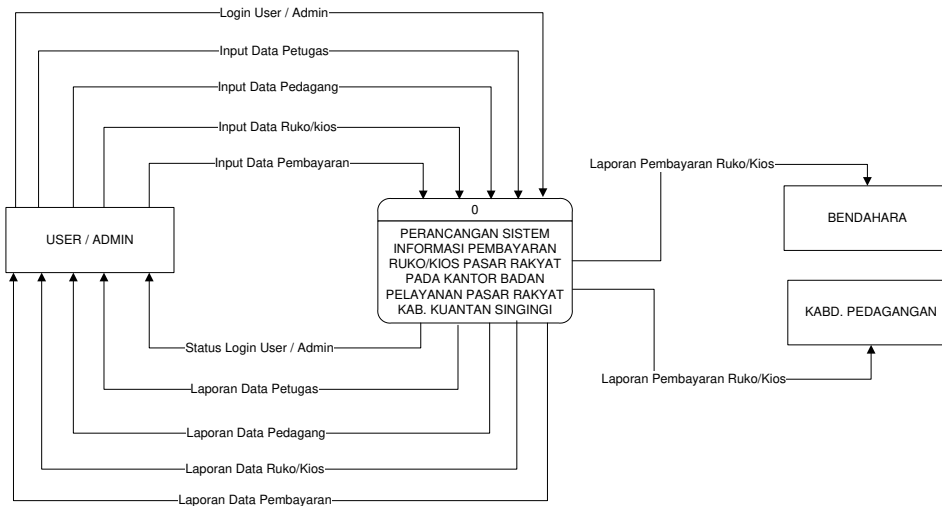 Login User / Admin
Input Data Petugas
Input Data Pedagang
Input Data Ruko/kios
Input Data Pembayaran
Laporan Pembayaran Ruko/Kios
USER / ADMIN
0
PERANCANGAN SISTEM
INFORMASI PEMBAYARAN
RUKO/KIOS PASAR RAKYAT
PADA KANTOR BADAN
PELAYANAN PASAR RAKYAT
KAB. KUANTAN SINGINGI
BENDAHARA
KABD. PEDAGANGAN
Status Login User / Admin
Laporan Pembayaran Ruko/Kios
Laporan Data Petugas
Laporan Data Pedagang
Laporan Data Ruko/Kios
Laporan Data Pembayaran